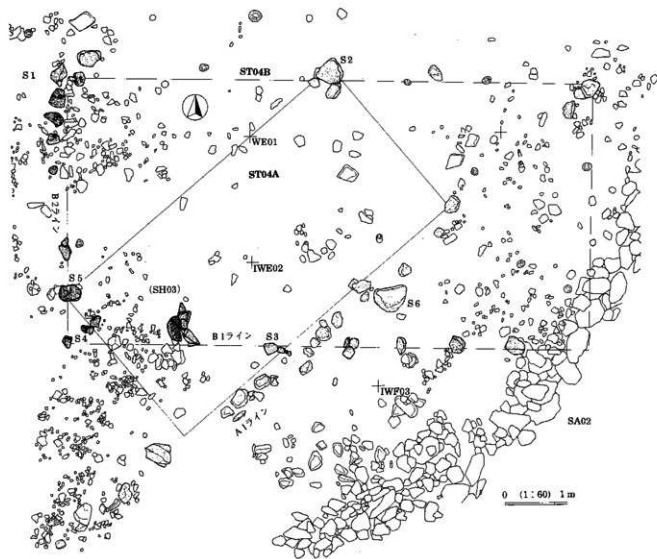 S1
ST04B
S2
WE01
ST04A
B2ライン
IWE02
S5
(SH03)
S6
B1ライン
S3
S4
IWF03
A1ライン
SA02
0 (1:60) 1m